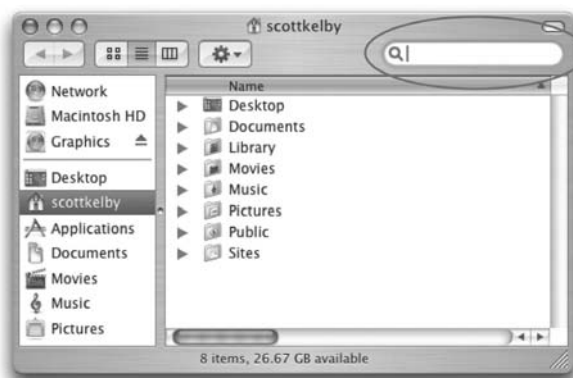 scottkelby
Network
Macintosh HD
Graphics
Desktop
scottkelby
Applications
Documents
Movies
Music
Pictures
Name
Desktop
Documents
Library
Movies
Music
Pictures
Public
Sites
8 items, 26.67 GB available